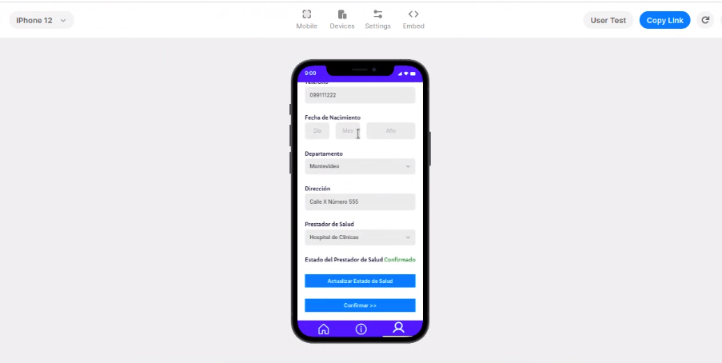 iPhone 12
Mobile Devices Settings Embed
User Test Copy Link
9:00
Teléfono
099111222
Fecha de Nacimiento
Día Mes Año
Departamento
Montevideo
Dirección
Calle X Número 555
Prestador de Salud
Hospital de Clínicas
Estado del Prestador de Salud Confirmado
Actualizar Estado de Salud
Confirmar >>